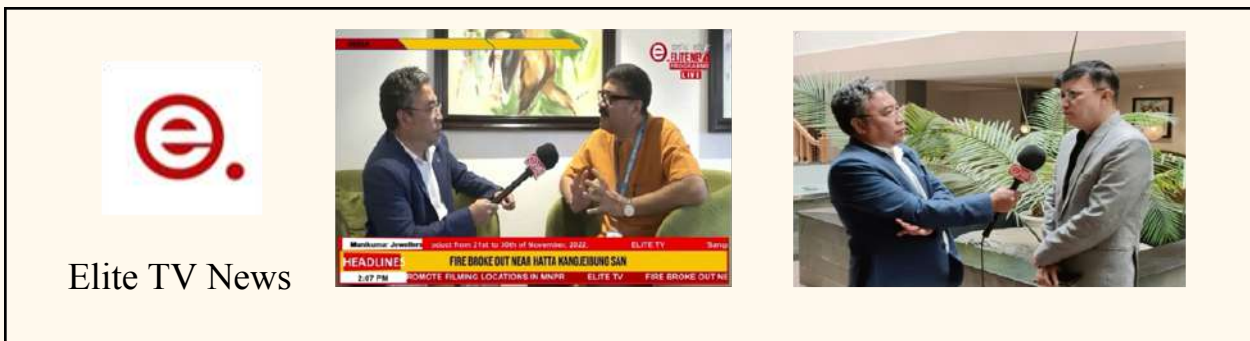 e.
Elite TV News
ELITE
LIVE
Manikumar Jewellers oduct from 21st to 30th of November, 2022. ELITE TV Sang
HEADLINES FIRE BROKE OUT NEAR HATTA KANGJEIBUNG SAN
2:07 PM ROMOTE FILMING LOCATIONS IN MNPR ELITE TV FIRE BROKE OUT NE